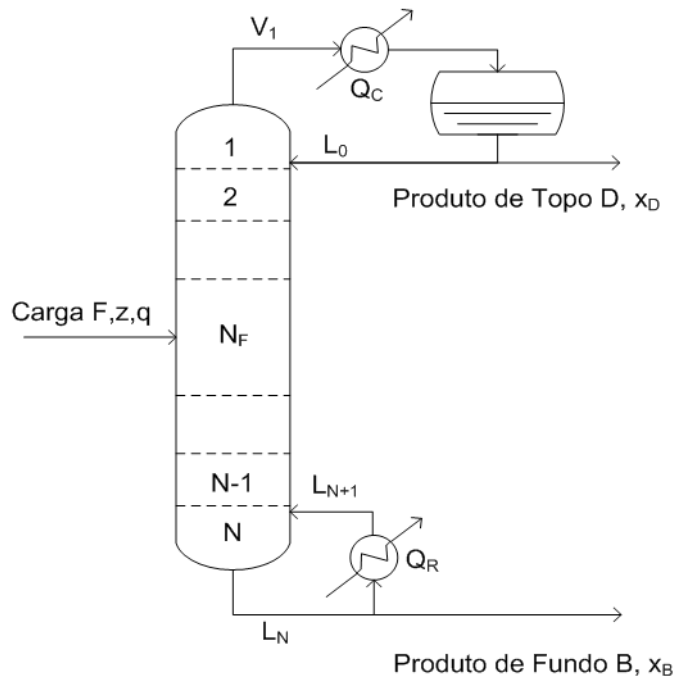 V1
QC
1
L0
2
Produto de Topo D, xD
Carga F,z,q
NF
N-1
LN+1
N
QR
LN
Produto de Fundo B, xB